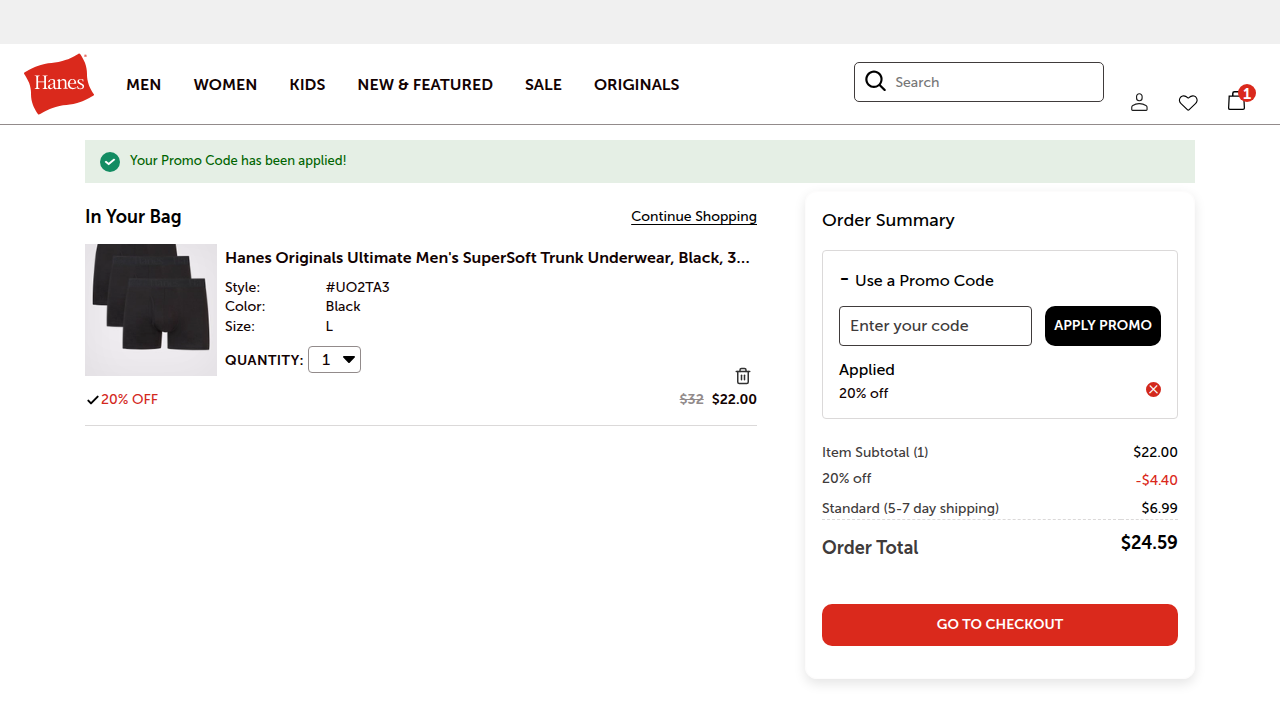 Hanes
MEN
WOMEN
KIDS
NEW & FEATURED
SALE
ORIGINALS
Search
1
Your Promo Code has been applied!
In Your Bag
Continue Shopping
Hanes Originals Ultimate Men's SuperSoft Trunk Underwear, Black, 3...
Style: #UO2TA3
Color: Black
Size: L
QUANTITY: 1
20% OFF
$32 $22.00
Order Summary
- Use a Promo Code
Enter your code
APPLY PROMO
Applied
20% off
Item Subtotal (1) $22.00
20% off -$4.40
Standard (5-7 day shipping) $6.99
Order Total $24.59
GO TO CHECKOUT